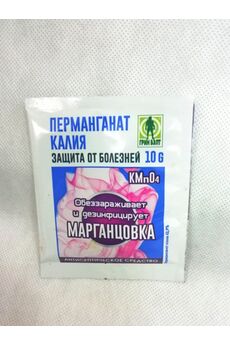 ГРИН БЭЛТ
ПЕРМАНГАНАТ
КАЛИЯ
ЗАЩИТА ОТ БОЛЕЗНЕЙ 10 G
KMnO4
Обеззараживает
и дезинфицирует
МАРГАНЦОВКА
АНТИСЕПТИЧЕСКОЕ СРЕДСТВО